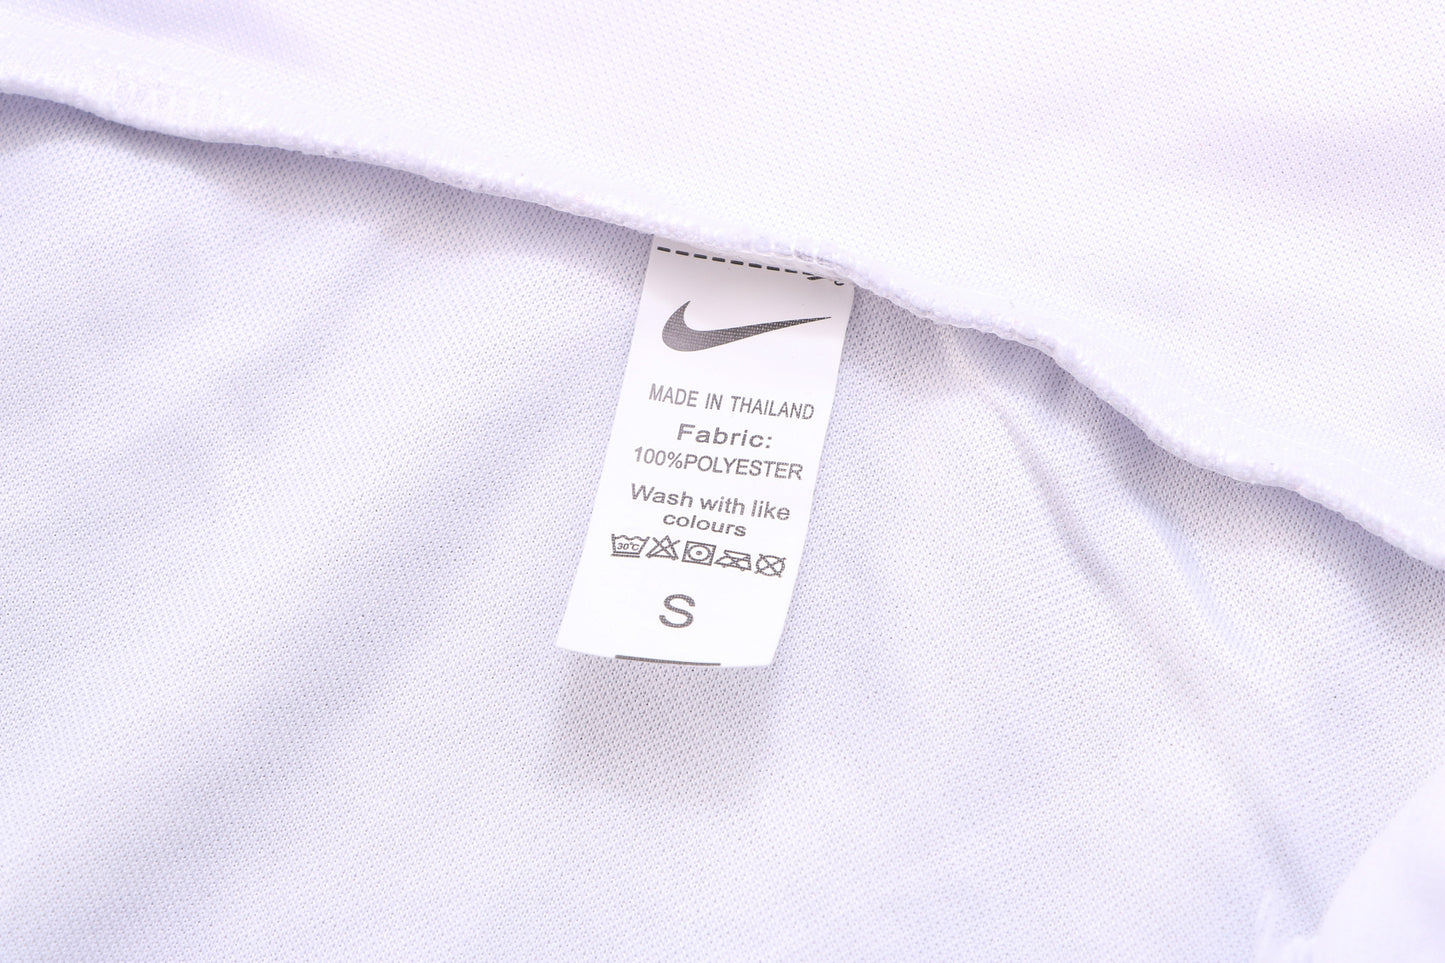 MADE IN THAILAND
Fabric:
100%POLYESTER
Wash with like
colours
30°C
S